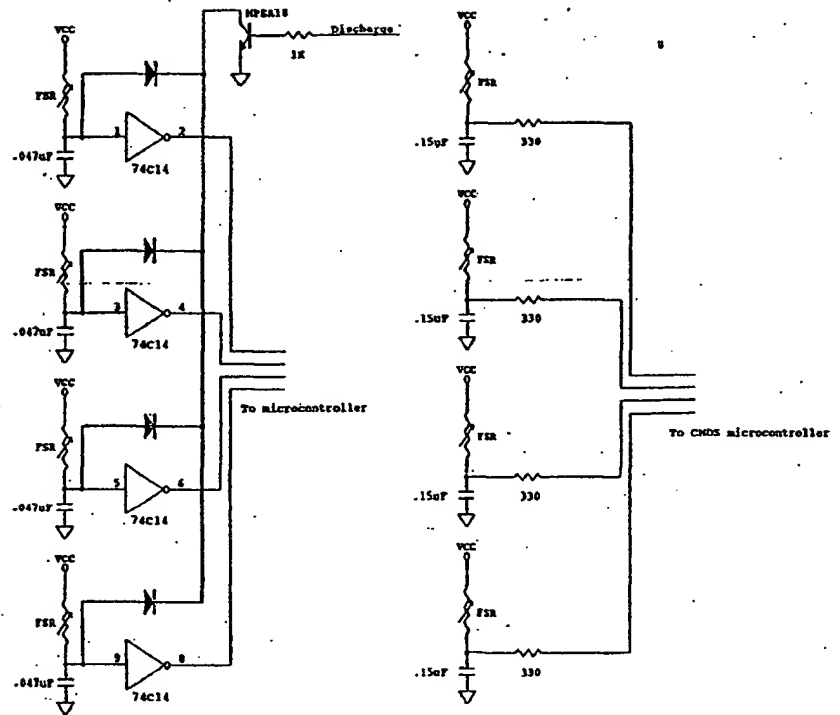 MPSA18
Discharge
1K
VCC
FSR
.047uF
1
2
74C14
VCC
FSR
.047uF
3
4
74C14
To microcontroller
VCC
FSR
.047uF
5
6
74C14
VCC
FSR
.047uF
9
8
74C14
VCC
FSR
.15uF
330
VCC
FSR
.15uF
330
To CMOS microcontroller
VCC
FSR
.15uF
330
VCC
FSR
.15uF
330